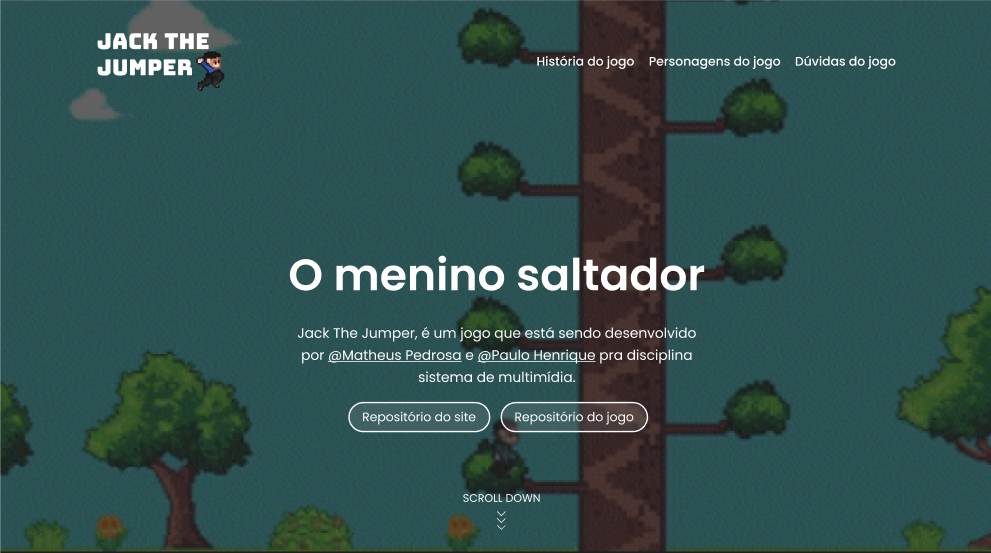 JACK THE
JUMPER
História do jogo Personagens do jogo Dúvidas do jogo
O menino saltador
Jack The Jumper, é um jogo que está sendo desenvolvido
por @Matheus Pedrosa e @Paulo Henrique pra disciplina
sistema de multimídia.
Repositório do site Repositório do jogo
SCROLL DOWN